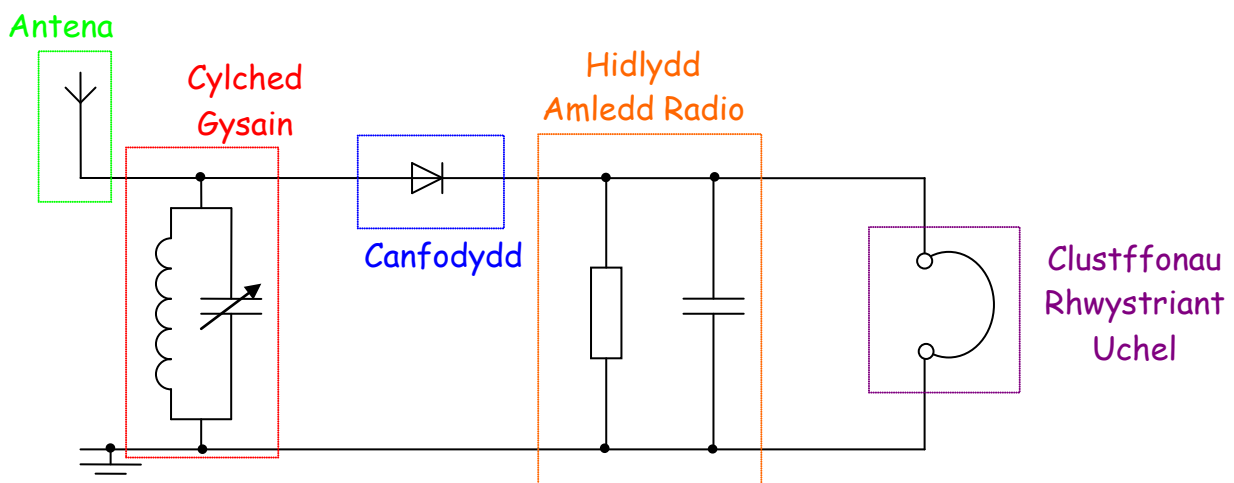 Antena
Cylched
Gysain
Hidlydd
Amledd Radio
Canfodydd
Clustffonau
Rhwystriant
Uchel